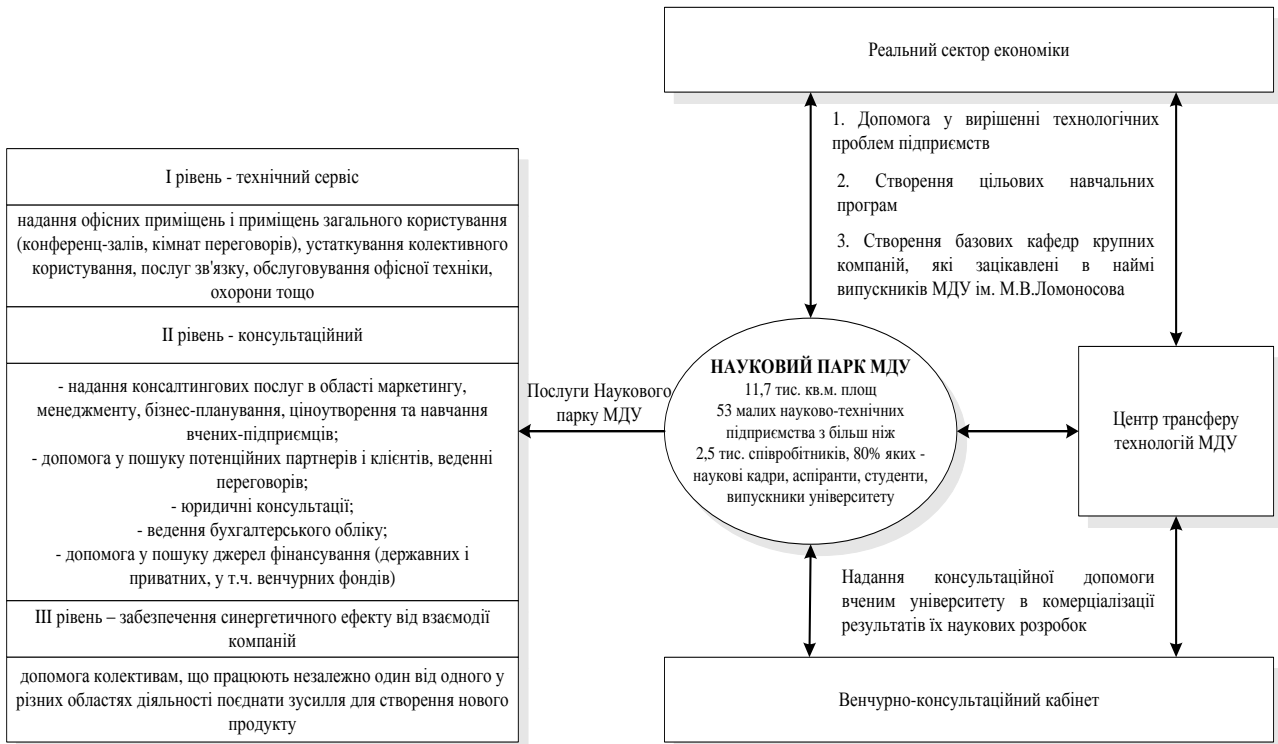 І рівень - технічний сервіс
надання офісних приміщень і приміщень загального користування
(конференц-залів, кімнат переговорів), устаткування колективного
користування, послуг зв'язку, обслуговування офісної техніки,
охорони тощо
ІІ рівень - консультаційний
- надання консалтингових послуг в області маркетингу,
менеджменту, бізнес-планування, ціноутворення та навчання
вчених-підприємців;
- допомога у пошуку потенційних партнерів і клієнтів, веденні
переговорів;
- юридичні консультації;
- ведення бухгалтерського обліку;
- допомога у пошуку джерел фінансування (державних і
приватних, у т.ч. венчурних фондів)
ІІІ рівень – забезпечення синергетичного ефекту від взаємодії
компаній
допомога колективам, що працюють незалежно один від одного у
різних областях діяльності поєднати зусилля для створення нового
продукту
Послуги Наукового
парку МДУ
Реальний сектор економіки
1. Допомога у вирішенні технологічних
проблем підприємств
2. Створення цільових навчальних
програм
3. Створення базових кафедр крупних
компаній, які зацікавлені в наймі
випускників МДУ ім. М.В.Ломоносова
НАУКОВИЙ ПАРК МДУ
11,7 тис. кв.м. площ
53 малих науково-технічних
підприємства з більш ніж
2,5 тис. співробітників, 80% яких -
наукові кадри, аспіранти, студенти,
випускники університету
Центр трансферу
технологій МДУ
Надання консультаційної допомоги
вченим університету в комерціалізації
результатів їх наукових розробок
Венчурно-консультаційний кабінет